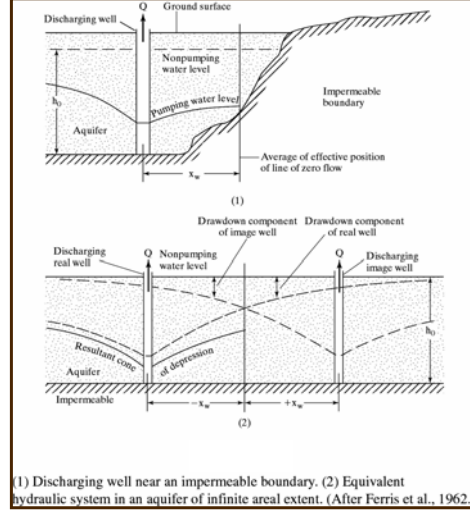 Discharging well
Q
Ground surface
Nonpumping
water level
h₀
Pumping water level
Impermeable
boundary
Aquifer
Average of effective position
of line of zero flow
xw
(1)
Drawdown component
of image well
Drawdown component
of real well
Discharging
real well
Q
Nonpumping
water level
Q
Discharging
image well
h₀
Resultant cone
of depression
Aquifer
Impermeable
−xw
+xw
(2)
(1) Discharging well near an impermeable boundary. (2) Equivalent
hydraulic system in an aquifer of infinite areal extent. (After Ferris et al., 1962.